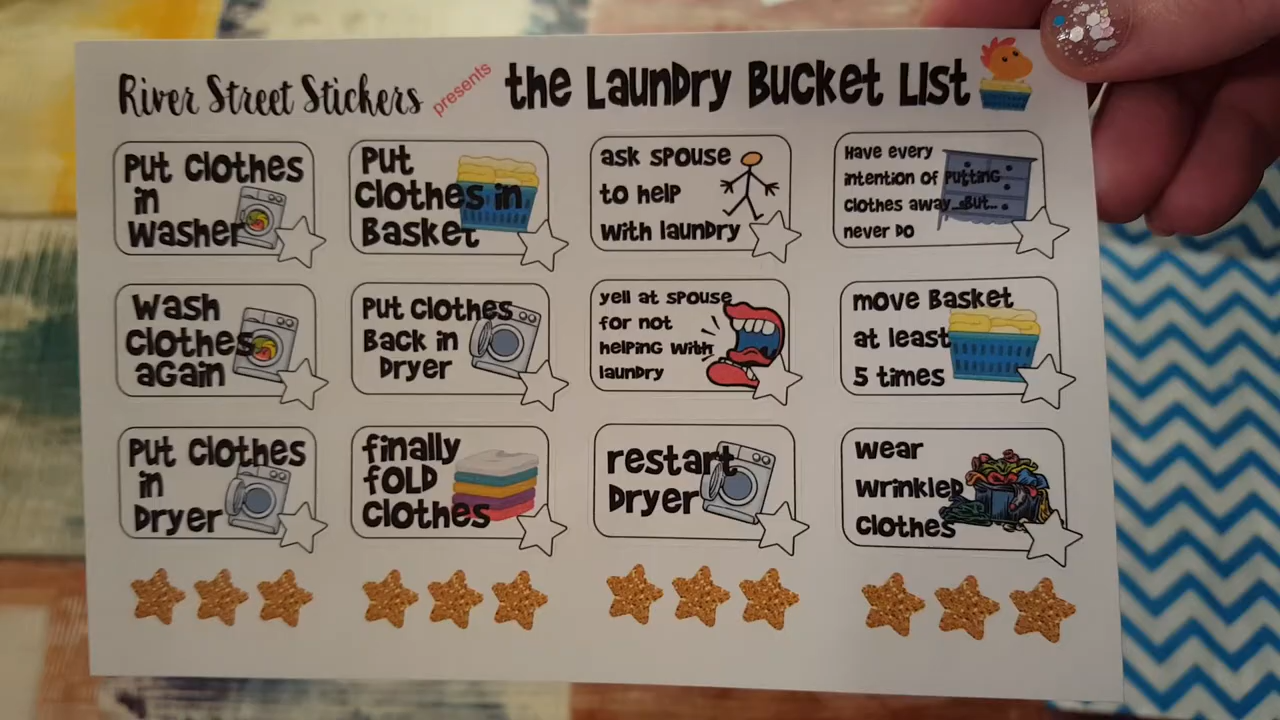 River Street Stickers presents the Laundry Bucket List
Put Clothes
in
washer
Put
Clothes in
Basket
ask spouse
to help
with laundry
Have every
intention of Putting
clothes away...But...
never Do
Wash
clothes
again
Put Clothes
Back in
Dryer
yell at spouse
for not
helping with
laundry
move Basket
at least
5 times
Put Clothes
in
Dryer
finally
fOLD
Clothes
restart
Dryer
wear
wrinkled
Clothes